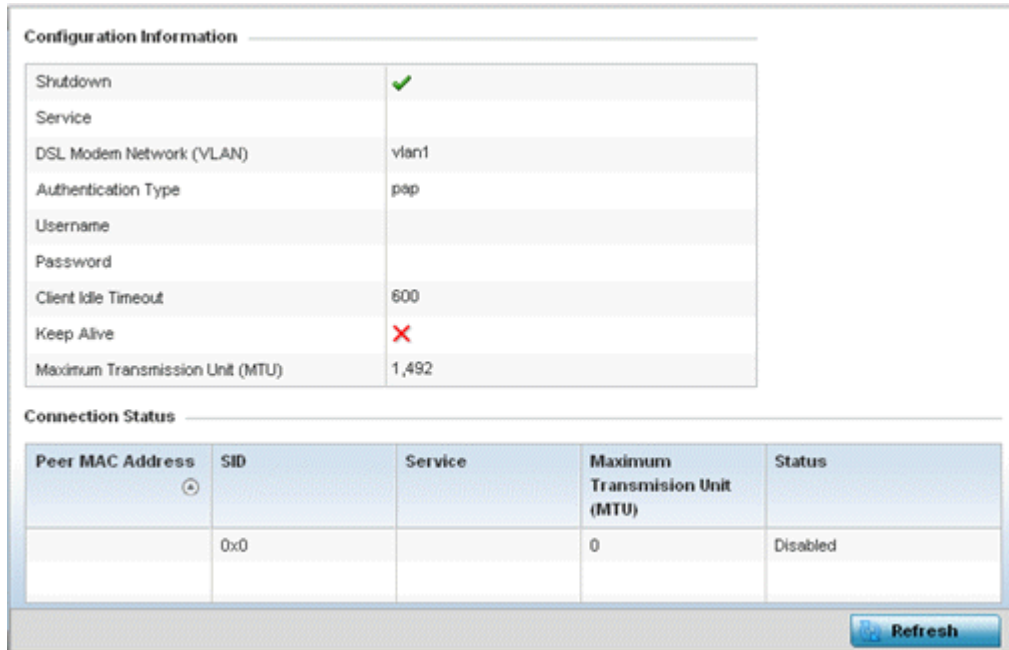 Configuration Information
Shutdown
Service
DSL Modem Network (VLAN) vlan1
Authentication Type pap
Username
Password
Client Idle Timeout 600
Keep Alive
Maximum Transmission Unit (MTU) 1,492
Connection Status
Peer MAC Address SID Service Maximum Transmision Unit (MTU) Status
0x0 0 Disabled
Refresh